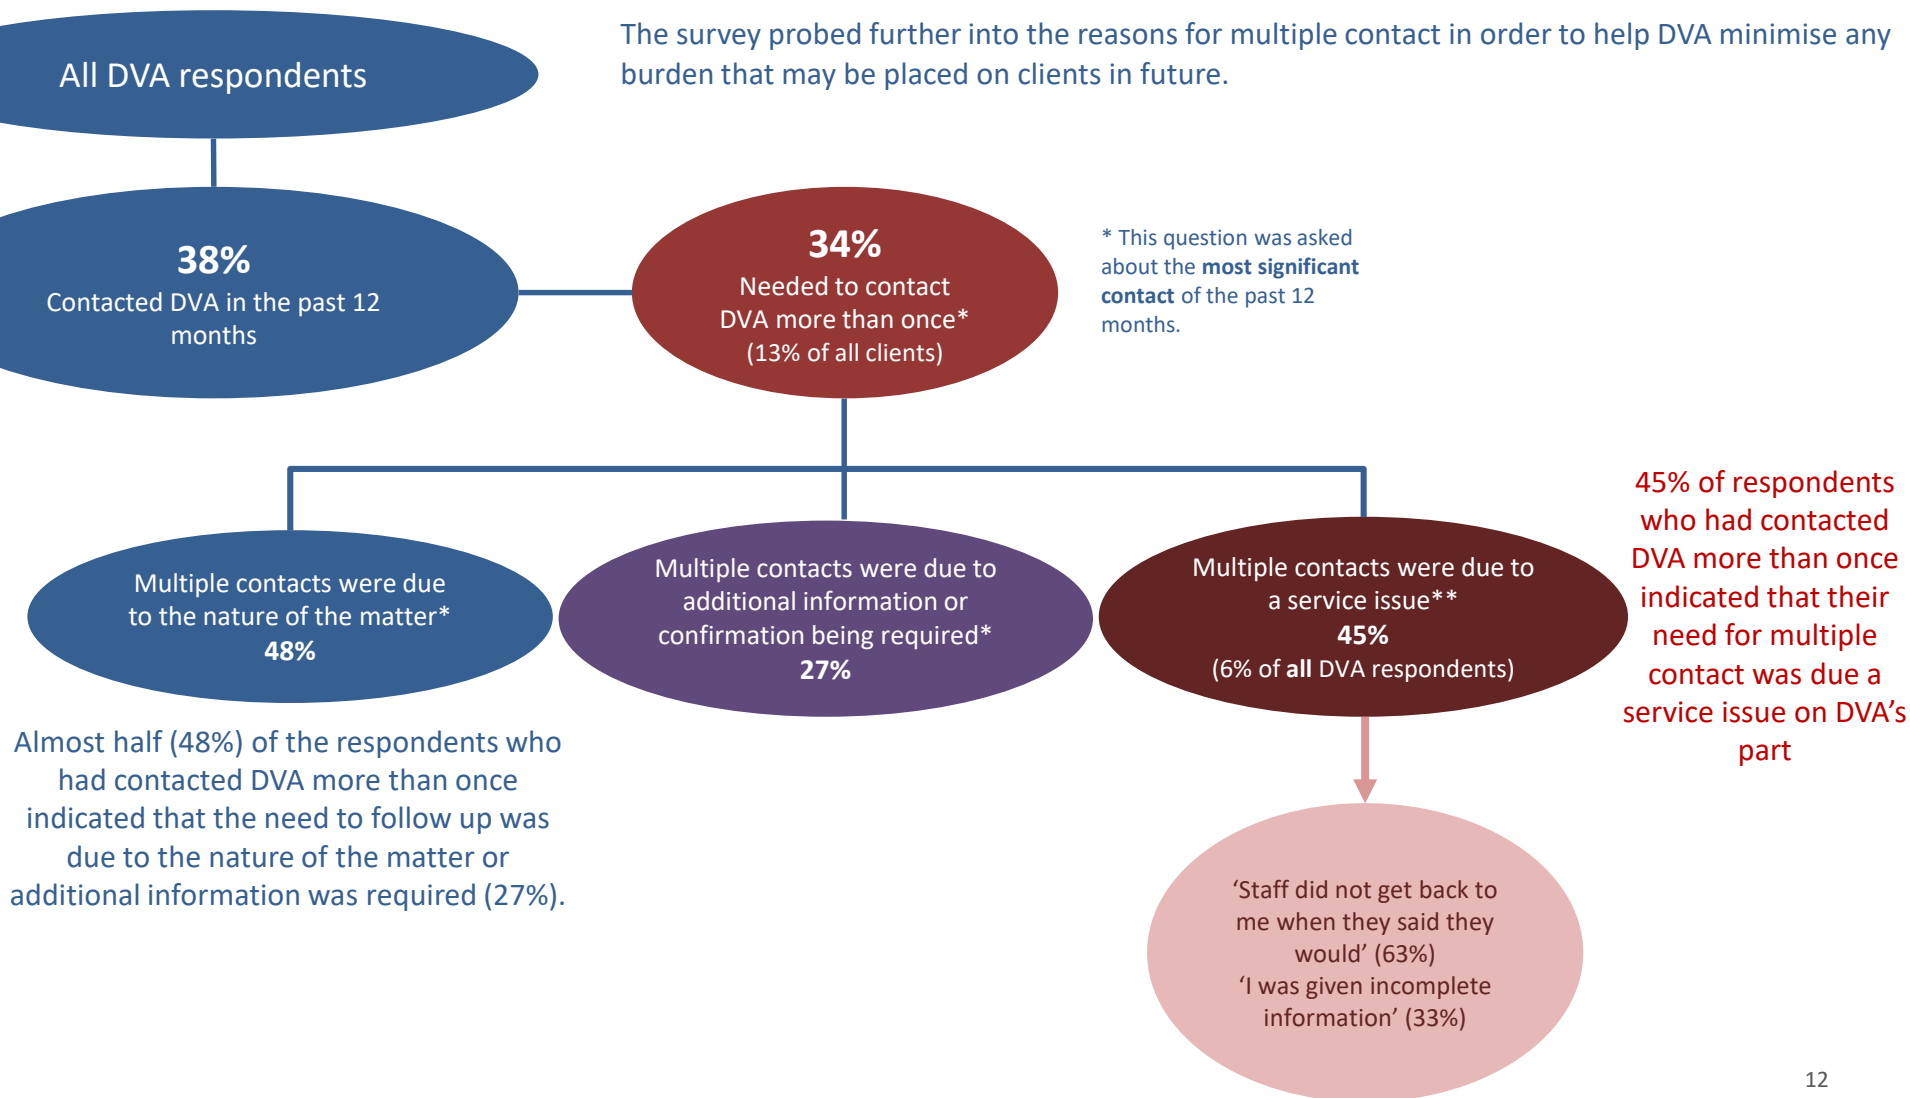 The survey probed further into the reasons for multiple contact in order to help DVA minimise any
burden that may be placed on clients in future.
All DVA respondents
38%
Contacted DVA in the past 12
months
34%
Needed to contact
DVA more than once*
(13% of all clients)
* This question was asked
about the most significant
contact of the past 12
months.
Multiple contacts were due
to the nature of the matter*
48%
Multiple contacts were due to
additional information or
confirmation being required*
27%
Multiple contacts were due to
a service issue**
45%
(6% of all DVA respondents)
45% of respondents
who had contacted
DVA more than once
indicated that their
need for multiple
contact was due a
service issue on DVA’s
part
Almost half (48%) of the respondents who
had contacted DVA more than once
indicated that the need to follow up was
due to the nature of the matter or
additional information was required (27%).
‘Staff did not get back to
me when they said they
would’ (63%)
‘I was given incomplete
information’ (33%)
12